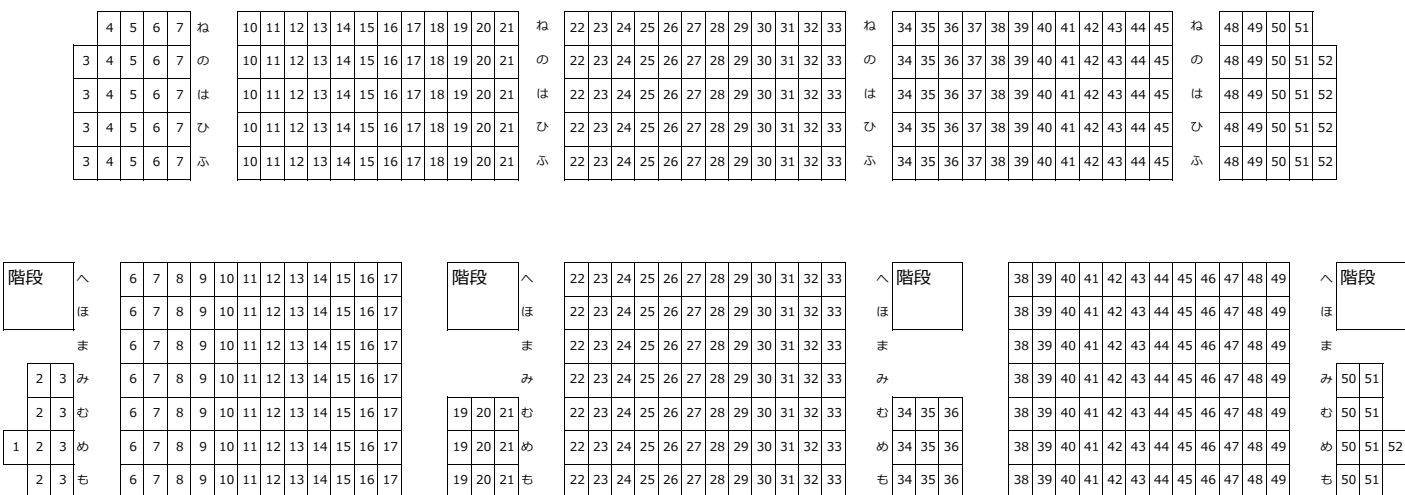 4 5 6 7 ね 10 11 12 13 14 15 16 17 18 19 20 21 ね 22 23 24 25 26 27 28 29 30 31 32 33 ね 34 35 36 37 38 39 40 41 42 43 44 45 ね 48 49 50 51
3 4 5 6 7 の 10 11 12 13 14 15 16 17 18 19 20 21 の 22 23 24 25 26 27 28 29 30 31 32 33 の 34 35 36 37 38 39 40 41 42 43 44 45 の 48 49 50 51 52
3 4 5 6 7 は 10 11 12 13 14 15 16 17 18 19 20 21 は 22 23 24 25 26 27 28 29 30 31 32 33 は 34 35 36 37 38 39 40 41 42 43 44 45 は 48 49 50 51 52
3 4 5 6 7 ひ 10 11 12 13 14 15 16 17 18 19 20 21 ひ 22 23 24 25 26 27 28 29 30 31 32 33 ひ 34 35 36 37 38 39 40 41 42 43 44 45 ひ 48 49 50 51 52
3 4 5 6 7 ふ 10 11 12 13 14 15 16 17 18 19 20 21 ふ 22 23 24 25 26 27 28 29 30 31 32 33 ふ 34 35 36 37 38 39 40 41 42 43 44 45 ふ 48 49 50 51 52
階段 へ 6 7 8 9 10 11 12 13 14 15 16 17 階段 へ 22 23 24 25 26 27 28 29 30 31 32 33 へ 階段 38 39 40 41 42 43 44 45 46 47 48 49 へ 階段
ほ 6 7 8 9 10 11 12 13 14 15 16 17 ほ 22 23 24 25 26 27 28 29 30 31 32 33 ほ 38 39 40 41 42 43 44 45 46 47 48 49 ほ
ま 6 7 8 9 10 11 12 13 14 15 16 17 ま 22 23 24 25 26 27 28 29 30 31 32 33 ま 38 39 40 41 42 43 44 45 46 47 48 49 ま
2 3 み 6 7 8 9 10 11 12 13 14 15 16 17 み 22 23 24 25 26 27 28 29 30 31 32 33 み 38 39 40 41 42 43 44 45 46 47 48 49 み 50 51
2 3 む 6 7 8 9 10 11 12 13 14 15 16 17 19 20 21 む 22 23 24 25 26 27 28 29 30 31 32 33 む 34 35 36 38 39 40 41 42 43 44 45 46 47 48 49 む 50 51
1 2 3 め 6 7 8 9 10 11 12 13 14 15 16 17 19 20 21 め 22 23 24 25 26 27 28 29 30 31 32 33 め 34 35 36 38 39 40 41 42 43 44 45 46 47 48 49 め 50 51 52
2 3 も 6 7 8 9 10 11 12 13 14 15 16 17 19 20 21 も 22 23 24 25 26 27 28 29 30 31 32 33 も 34 35 36 38 39 40 41 42 43 44 45 46 47 48 49 も 50 51